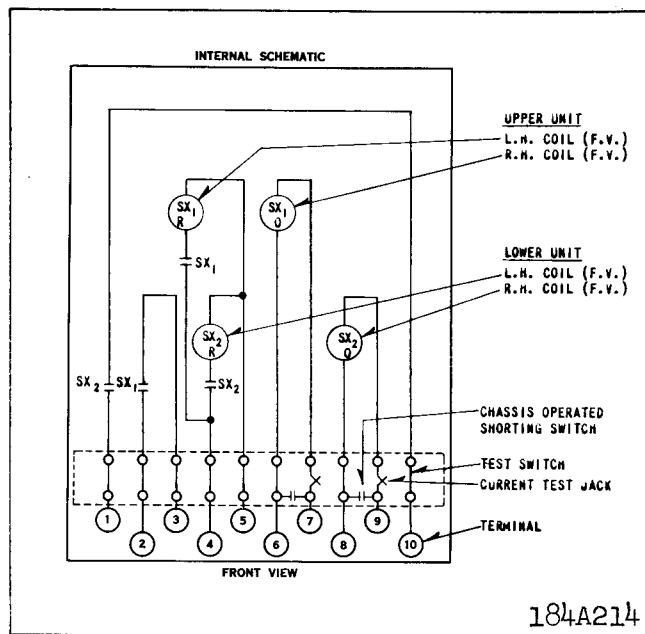 INTERNAL SCHEMATIC
UPPER UNIT
L.H. COIL (F.V.)
R.H. COIL (F.V.)
SX1
R
SX1
O
SX1
LOWER UNIT
L.H. COIL (F.V.)
R.H. COIL (F.V.)
SX2
R
SX2
O
SX2 SX1 SX2
CHASSIS OPERATED
SHORTING SWITCH
TEST SWITCH
CURRENT TEST JACK
1 3 5 7 9
2 4 6 8 10
TERMINAL
FRONT VIEW
184A214